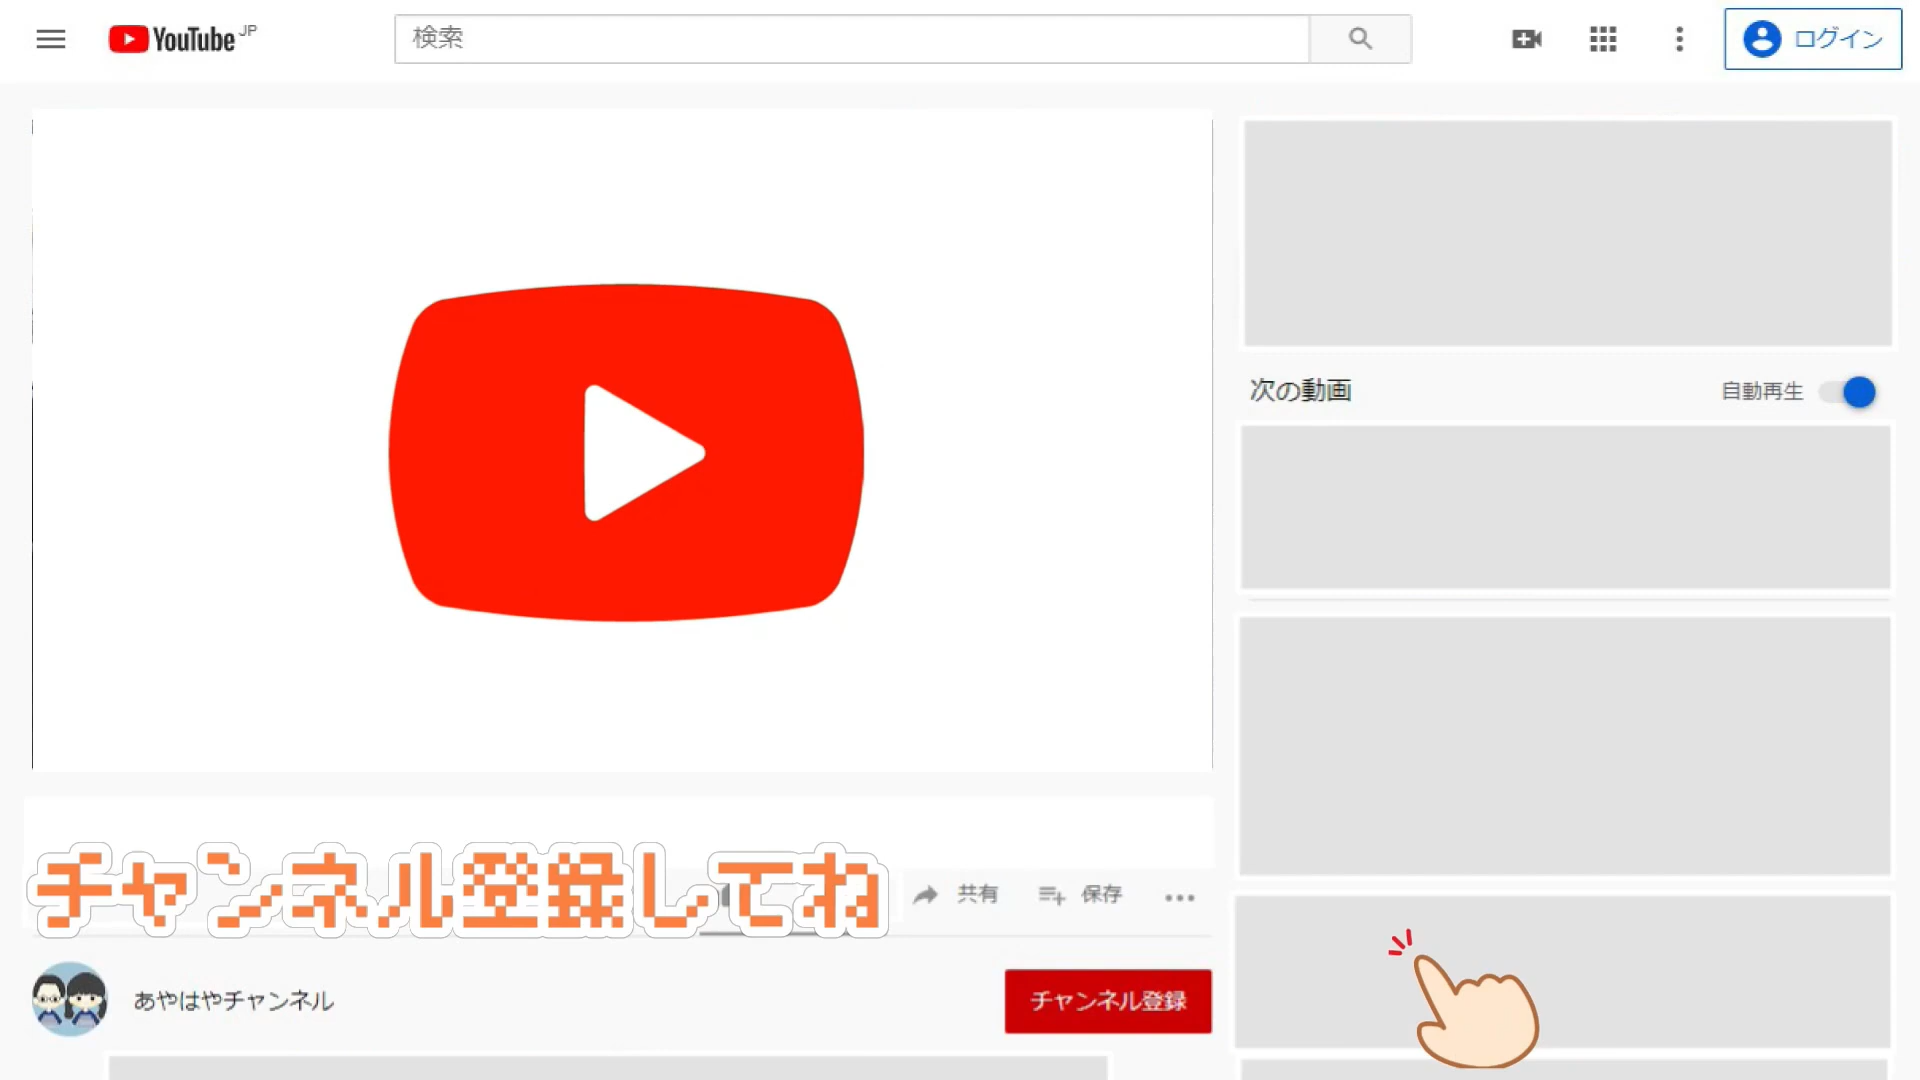 YouTube JP
検索
ログイン
次の動画
自動再生
チャンネル登録してね
共有
保存
あやはやチャンネル
チャンネル登録